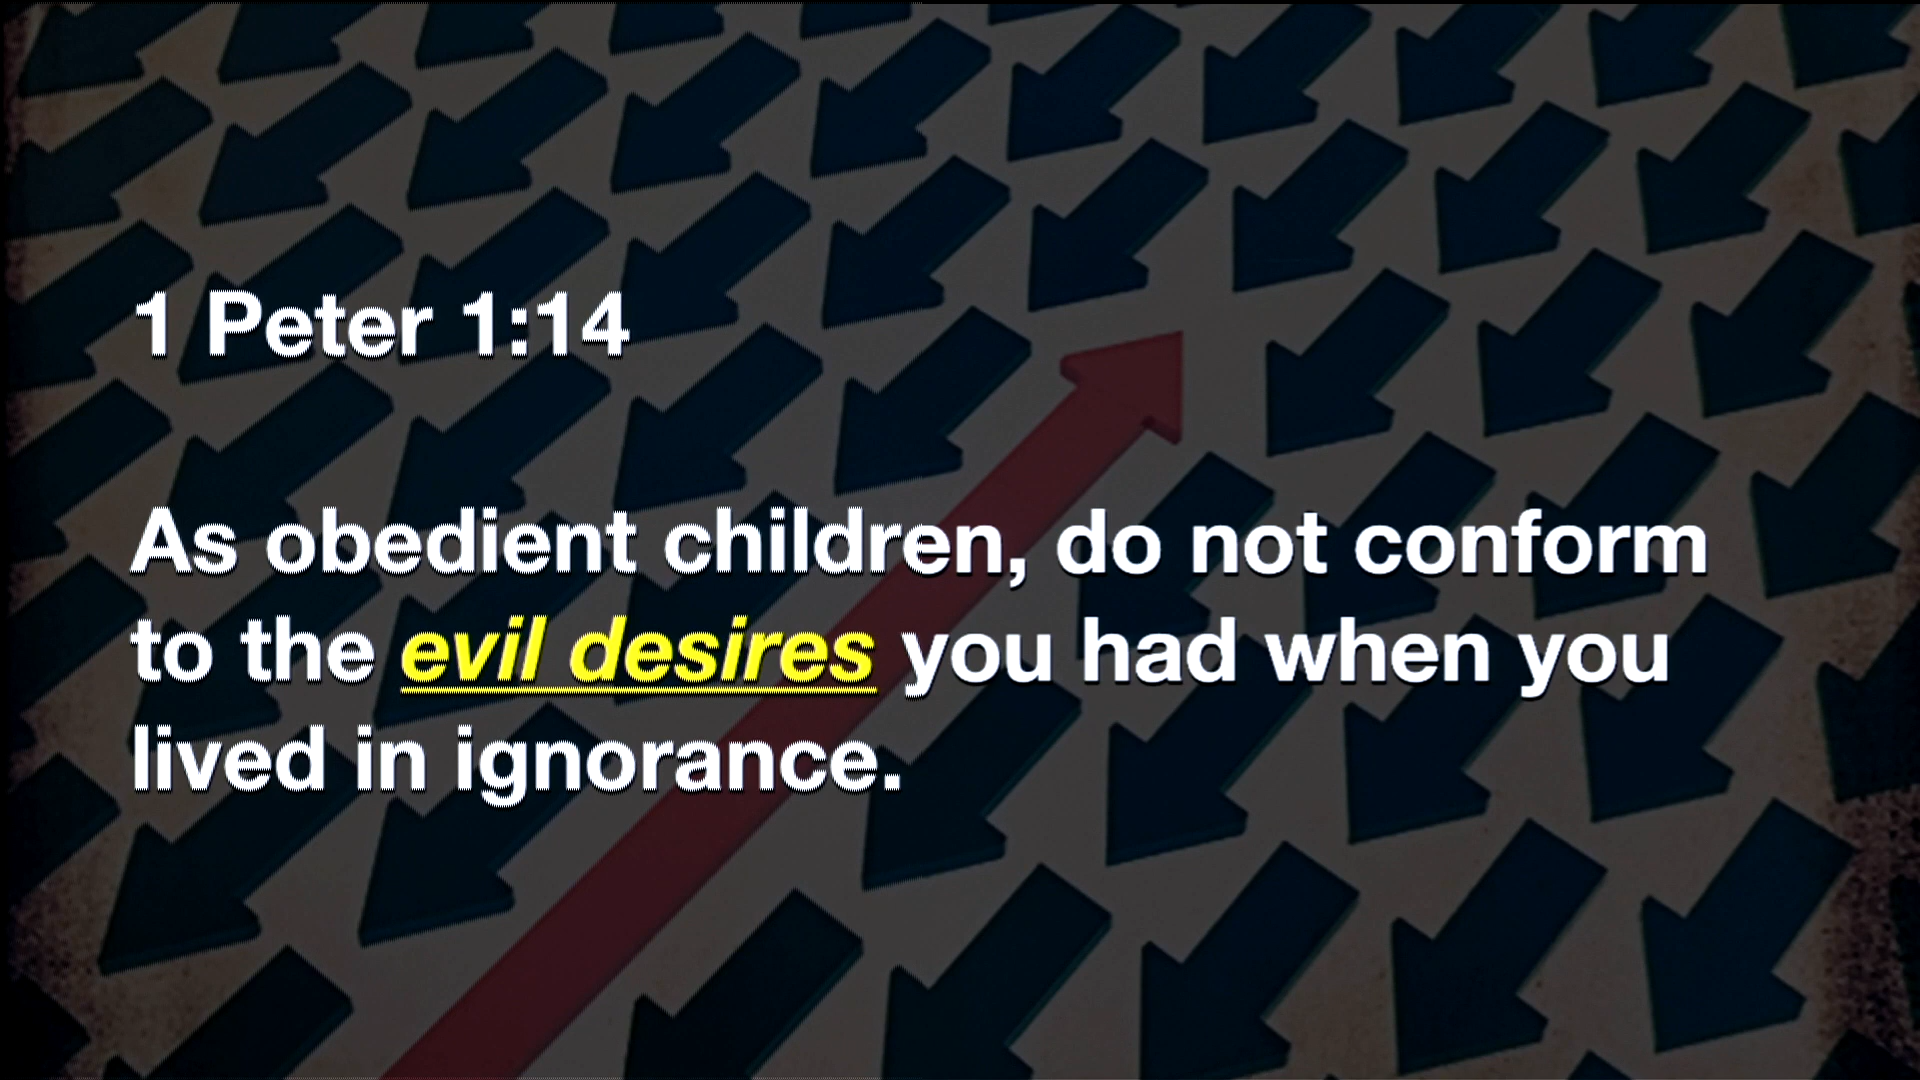 1 Peter 1:14
As obedient children, do not conform
to the evil desires you had when you
lived in ignorance.